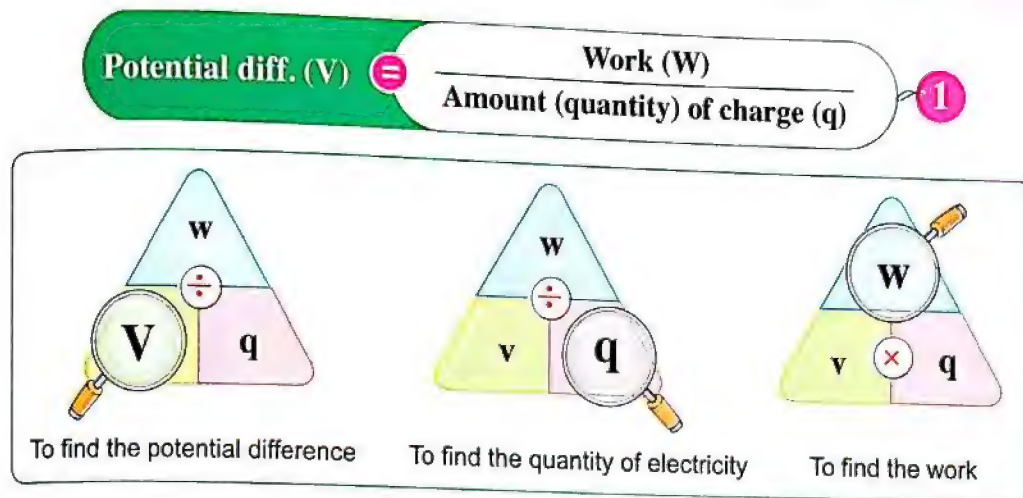 Potential diff. (V) = Work (W)
Amount (quantity) of charge (q)
1
w
÷
V q
w
÷
v q
w
v × q
To find the potential difference
To find the quantity of electricity
To find the work